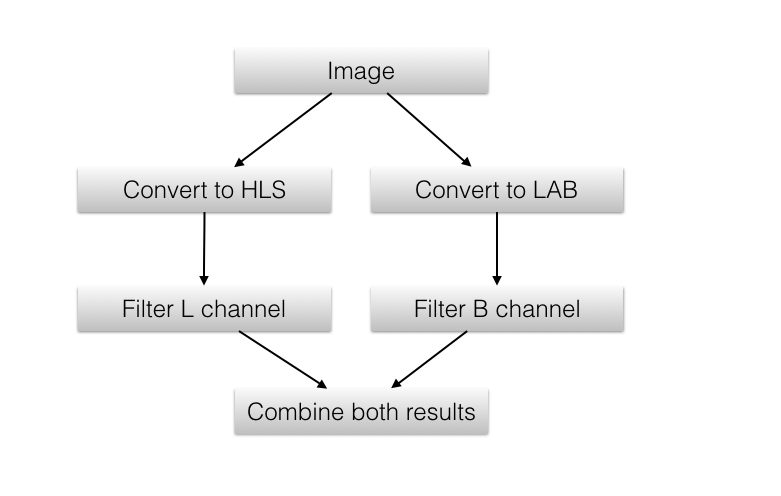 Image
Convert to HLS
Convert to LAB
Filter L channel
Filter B channel
Combine both results